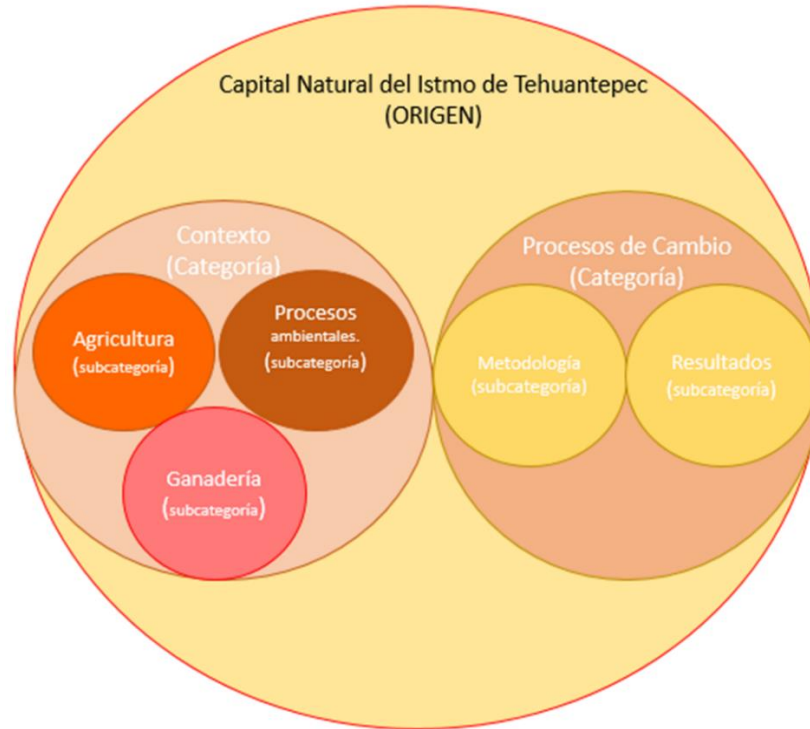 Capital Natural del Istmo de Tehuantepec
(ORIGEN)
Contexto
(Categoría)
Agricultura
(subcategoría)
Procesos
ambientales.
(subcategoría)
Ganadería
(subcategoría)
Procesos de Cambio
(Categoría)
Metodología
(subcategoría)
Resultados
(subcategoría)